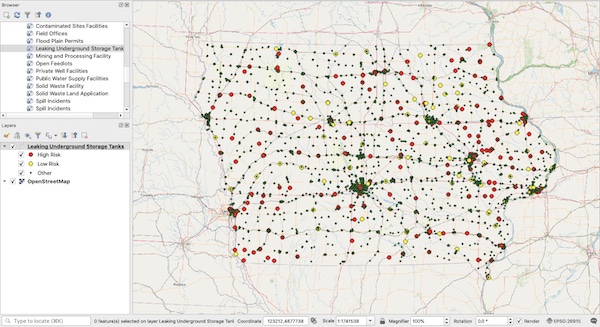 Browser
Contaminated Sites Facilities
Field Offices
Flood Plain Permits
Leaking Underground Storage Tanks
Mining and Processing Facility
Open Feedlots
Private Well Facilities
Public Water Supply Facilities
Solid Waste Facility
Solid Waste Land Application
Spill Incidents
Spill Incidents
Layers
Leaking Underground Storage Tanks
High Risk
Low Risk
Other
OpenStreetMap
Type to locate (⌘K)
0 feature(s) selected on layer Leaking Underground Storage Tank
Coordinate
123212,4877738
Scale
1:1741538
Magnifier
100%
Rotation
0.0 °
Render
EPSG:26915